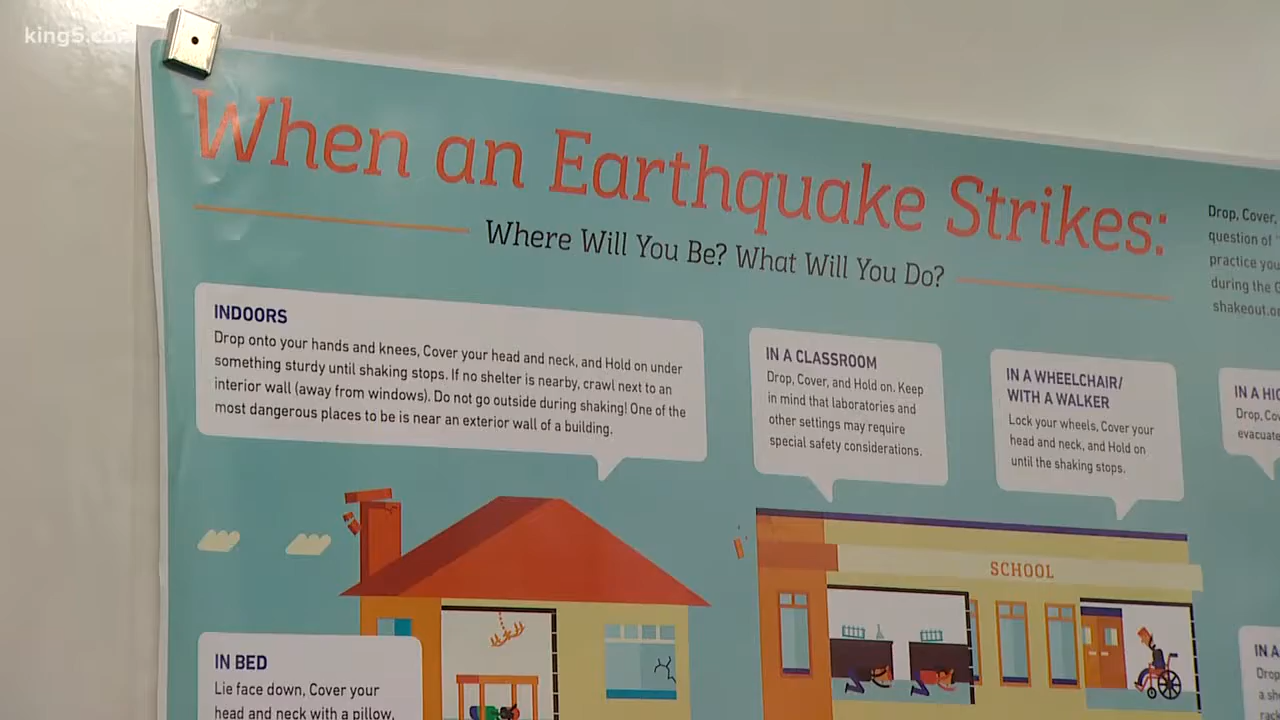 king5.com
When an Earthquake Strikes:
Where Will You Be? What Will You Do?
Drop, Cover,
question of
practice you
during the
INDOORS
Drop onto your hands and knees, Cover your head and neck, and Hold on under
something sturdy until shaking stops. If no shelter is nearby, crawl next to an
interior wall (away from windows). Do not go outside during shaking! One of the
most dangerous places to be is near an exterior wall of a building.
IN A CLASSROOM
Drop, Cover, and Hold on. Keep
in mind that laboratories and
other settings may require
special safety considerations.
IN A WHEELCHAIR/
WITH A WALKER
Lock your wheels, Cover your
head and neck, and Hold on
until the shaking stops.
IN A
Drop,
evacuate
SCHOOL
IN BED
Lie face down, Cover your
head and neck with a pillow,
IN A